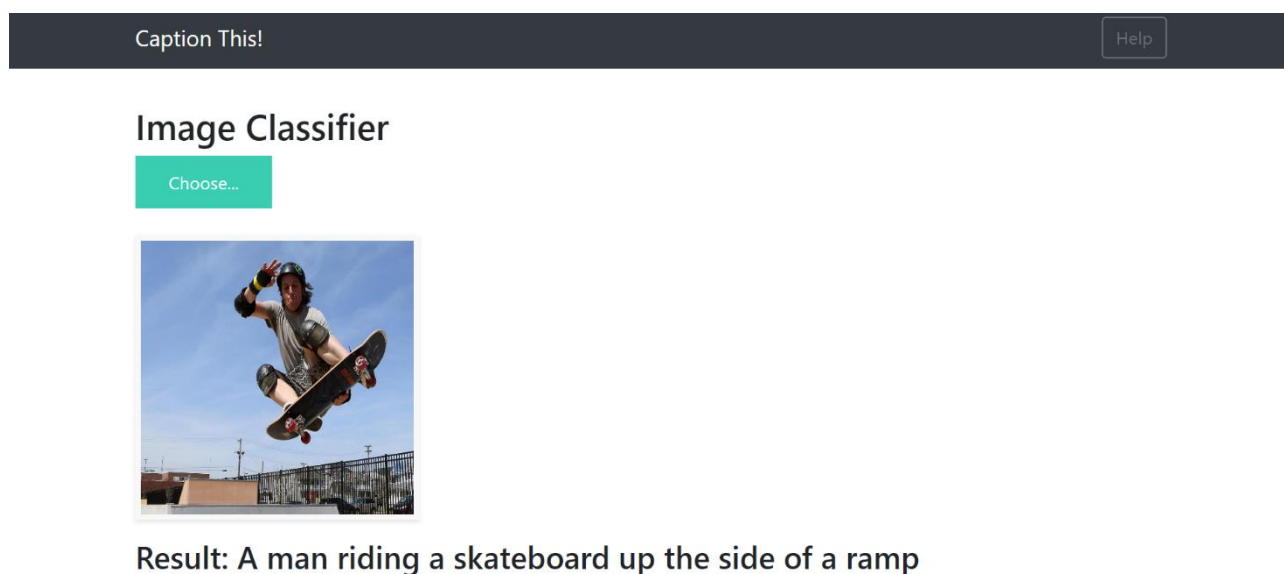 Caption This!
Help
Image Classifier
Choose...
Result: A man riding a skateboard up the side of a ramp